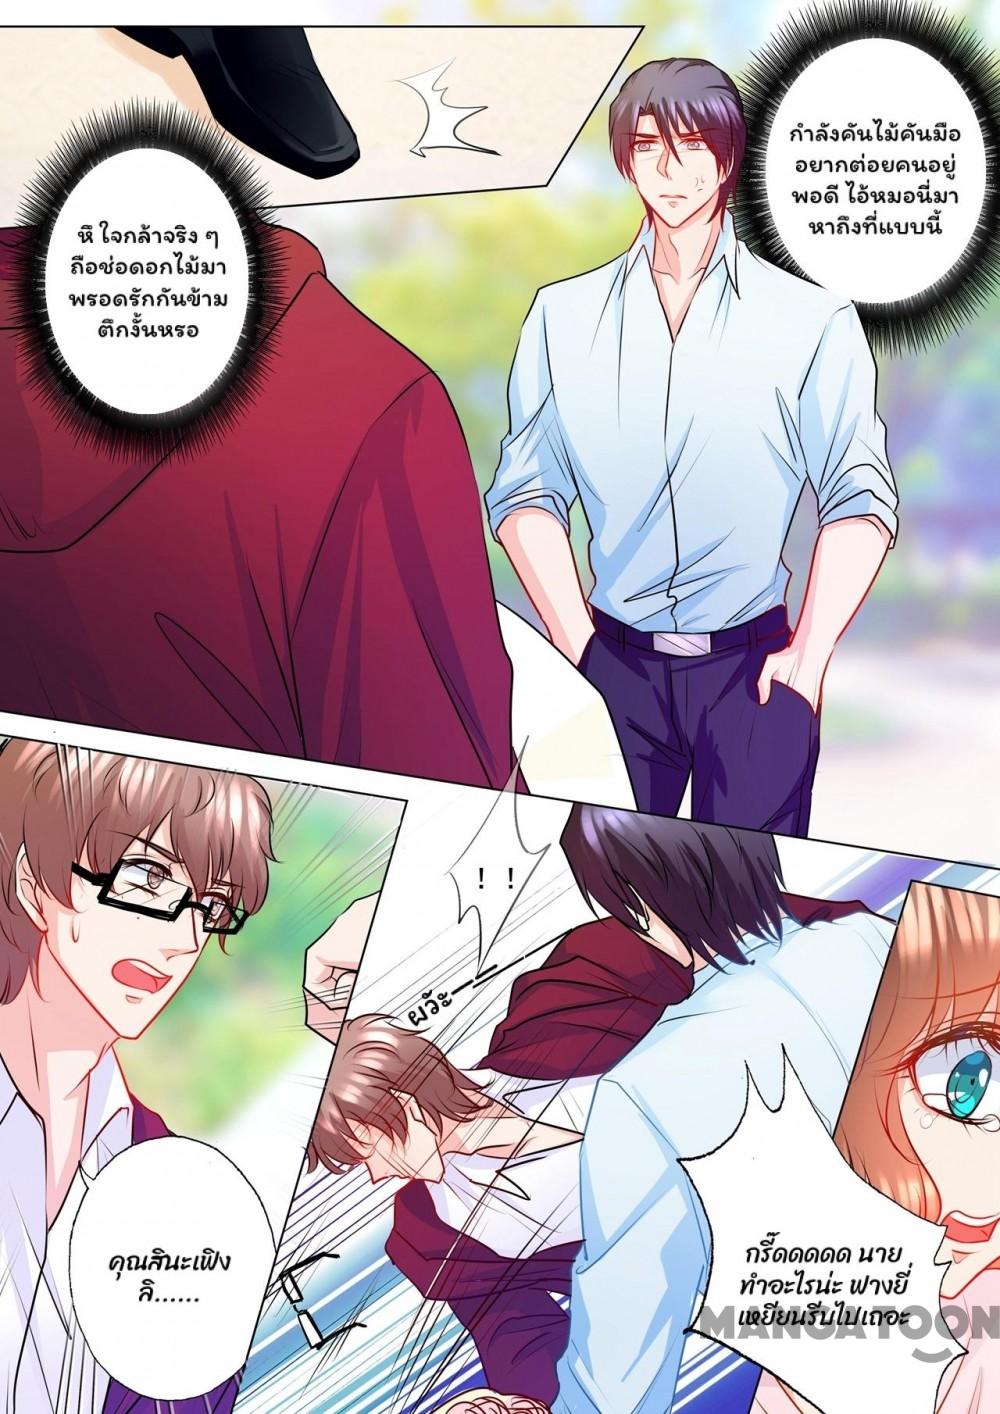 กำลังคันไม้คันมือ
อยากต่อยคนอยู่
พอดี ไอ้หมอนี่มา
หาถึงที่แบบนี้
หึ ใจกล้าจริง ๆ
ถือช่อดอกไม้มา
พรอดรักกันข้าม
ตึกงั้นหรอ
! !
ผวัะ——
คุณสินะเฟิง
ลิ......
กรี๊ดดดดด นาย
ทำอะไรน่ะ ฟางยี่
เหยียนรีบไปเถอะ
MANGATOON